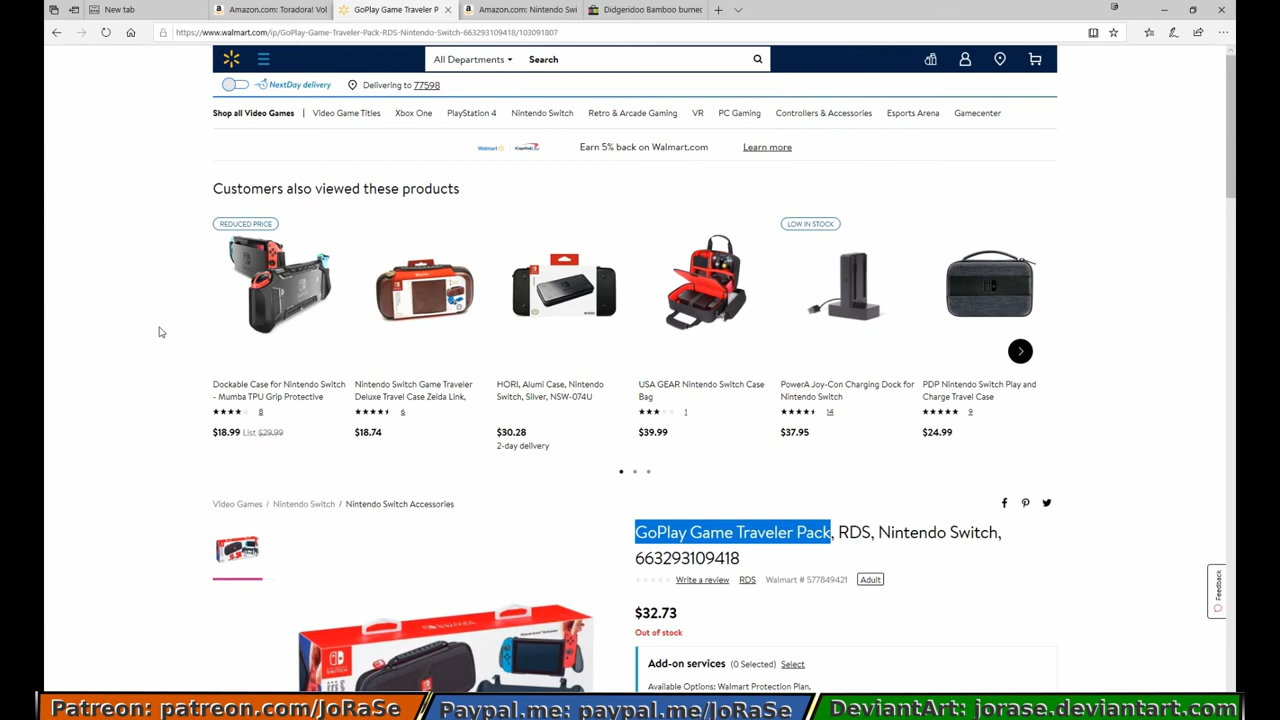 New tab
Amazon.com: Toradora! Vol
GoPlay Game Traveler P
Amazon.com: Nintendo Swi
Didgeridoo Bamboo burned
https://www.walmart.com/ip/GoPlay-Game-Traveler-Pack-RDS-Nintendo-Switch-663293109418/103091807
All Departments
Search
NextDay delivery
Delivering to 77598
Shop all Video Games
Video Game Titles
Xbox One
PlayStation 4
Nintendo Switch
Retro & Arcade Gaming
VR
PC Gaming
Controllers & Accessories
Esports Arena
Gamecenter
Walmart
Earn 5% back on Walmart.com
Learn more
Customers also viewed these products
REDUCED PRICE
LOW IN STOCK
Dockable Case for Nintendo Switch
- Mumba TPU Grip Protective
8
$18.99 List $29.99
Nintendo Switch Game Traveler
Deluxe Travel Case Zelda Link,
6
$18.74
HORI, Alumi Case, Nintendo
Switch, Silver, NSW-074U
$30.28
2-day delivery
USA GEAR Nintendo Switch Case
Bag
1
$39.99
PowerA Joy-Con Charging Dock for
Nintendo Switch
14
$37.95
PDP Nintendo Switch Play and
Charge Travel Case
9
$24.99
Video Games / Nintendo Switch / Nintendo Switch Accessories
GoPlay Game Traveler Pack, RDS, Nintendo Switch,
663293109418
Write a review
RDS
Walmart # 577849421
Adult
$32.73
Out of stock
Add-on services (0 Selected) Select
Available Options: Walmart Protection Plan.
Feedback
Patreon: patreon.com/JoRaSe
Paypal.me: paypal.me/JoRaSe
DeviantArt: jorase.deviantart.com